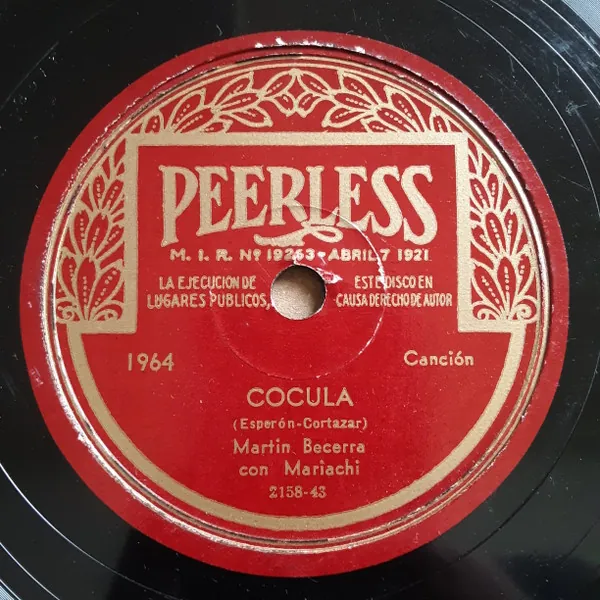 PEERLESS
M. I. R. Nº 19253 - ABRIL 7 1921
LA EJECUCION DE ESTE DISCO EN
LUGARES PUBLICOS, CAUSA DERECHO DE AUTOR
1964 Canción
COCULA
(Esperón-Cortazar)
Martin Becerra
con Mariachi
2158-43